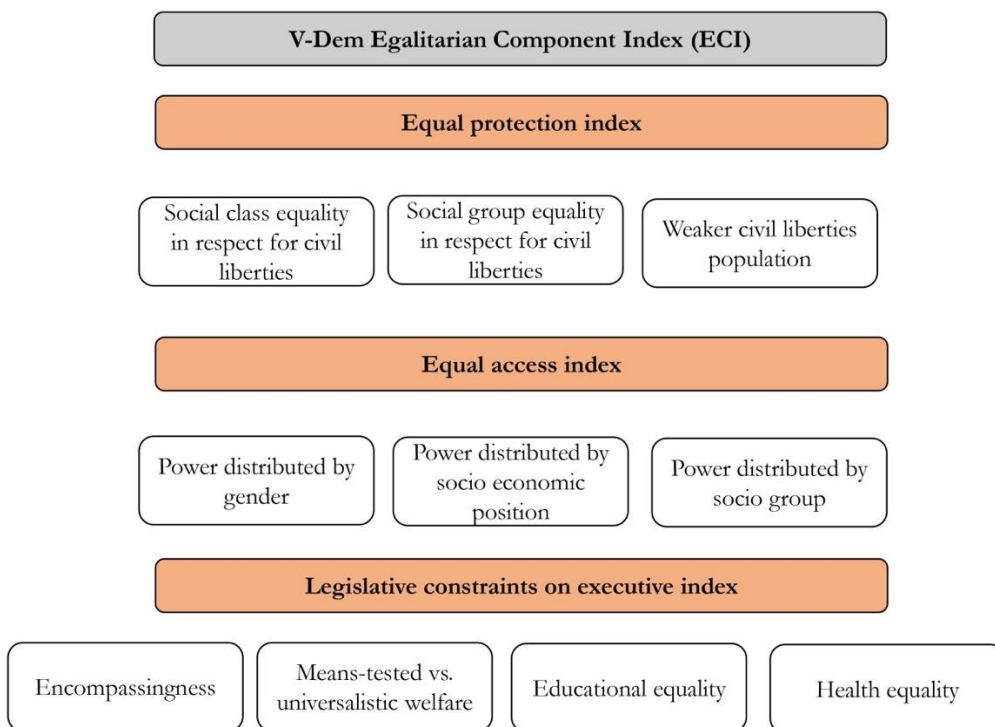 V-Dem Egalitarian Component Index (ECI)
Equal protection index
Social class equality
in respect for civil
liberties
Social group equality
in respect for civil
liberties
Weaker civil liberties
population
Equal access index
Power distributed by
gender
Power distributed by
socio economic
position
Power distributed by
socio group
Legislative constraints on executive index
Encompassingness
Means-tested vs.
universalistic welfare
Educational equality
Health equality